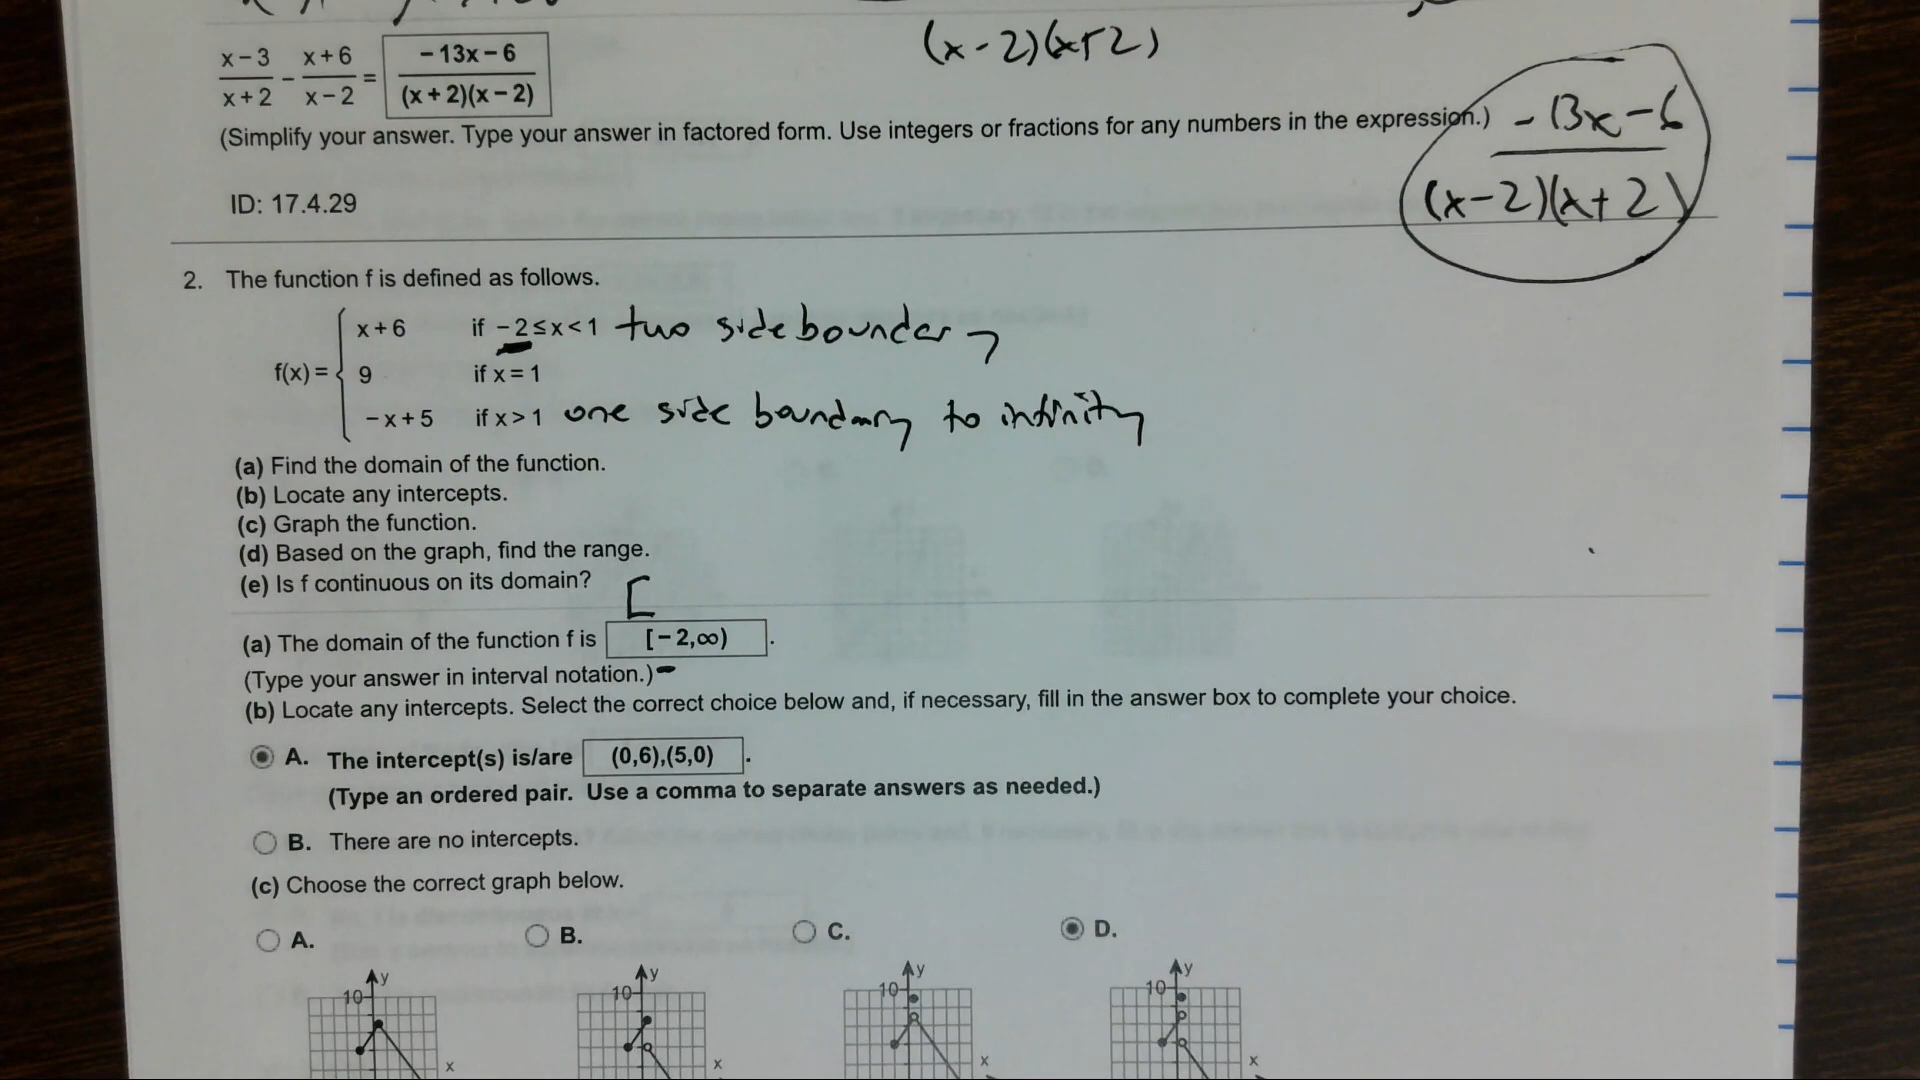 (x-2)(x+2)
x-3/x+2 - x+6/x-2 = -13x-6/(x+2)(x-2)
(Simplify your answer. Type your answer in factored form. Use integers or fractions for any numbers in the expression.)
-13x-6
(x-2)(x+2)
ID: 17.4.29
2. The function f is defined as follows.
x+6 if -2≤x<1 two side boundary
f(x)= { 9 if x=1
-x+5 if x>1 one side boundary to infinity
(a) Find the domain of the function.
(b) Locate any intercepts.
(c) Graph the function.
(d) Based on the graph, find the range.
(e) Is f continuous on its domain?
[
(a) The domain of the function f is [-2,∞).
(Type your answer in interval notation.)
(b) Locate any intercepts. Select the correct choice below and, if necessary, fill in the answer box to complete your choice.
A. The intercept(s) is/are (0,6),(5,0).
(Type an ordered pair. Use a comma to separate answers as needed.)
B. There are no intercepts.
(c) Choose the correct graph below.
A. B. C. D.
y y y y
10 10 10 10
x x x x